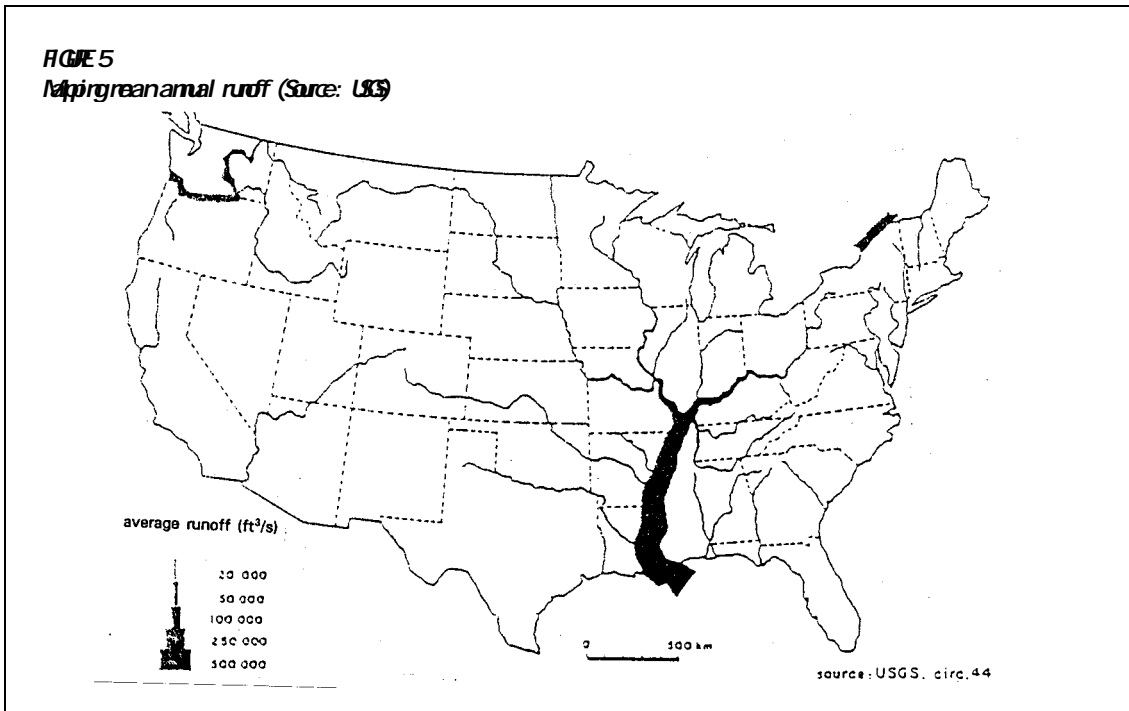 FIGURE 5
Mapping mean annual runoff (Source: USGS)
average runoff (ft³/s)
20 000
50 000
100 000
250 000
500 000
0 500 km
source: USGS. circ. 44